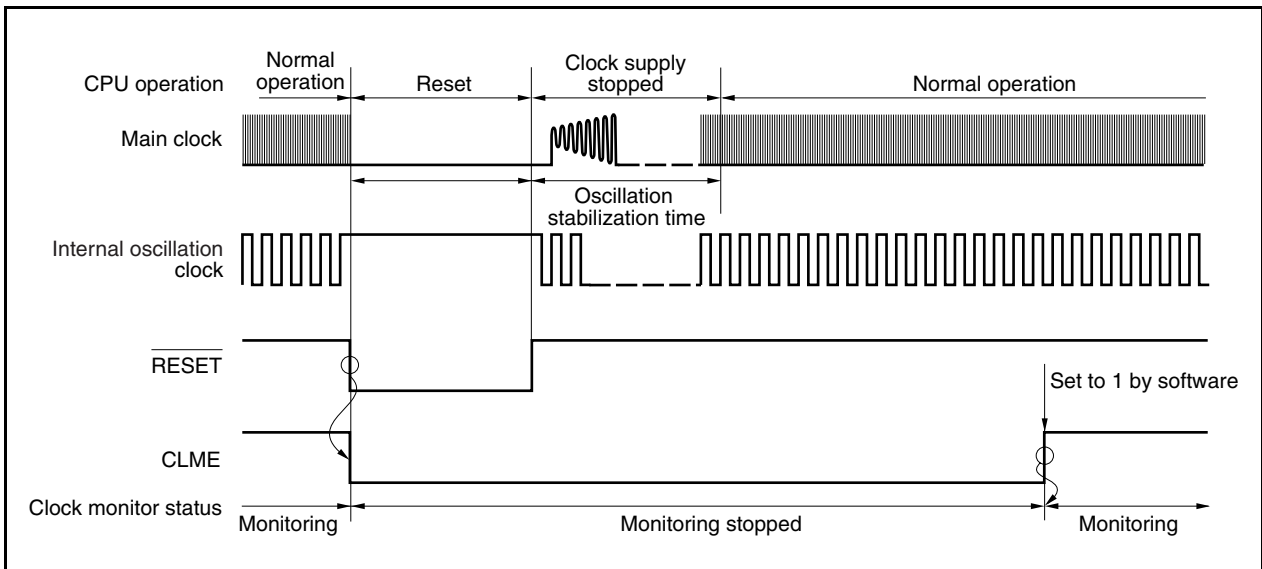 CPU operation
Normal
operation
Reset
Clock supply
stopped
Normal operation
Main clock
Oscillation
stabilization time
Internal oscillation
clock
RESET
Set to 1 by software
CLME
Clock monitor status
Monitoring
Monitoring stopped
Monitoring